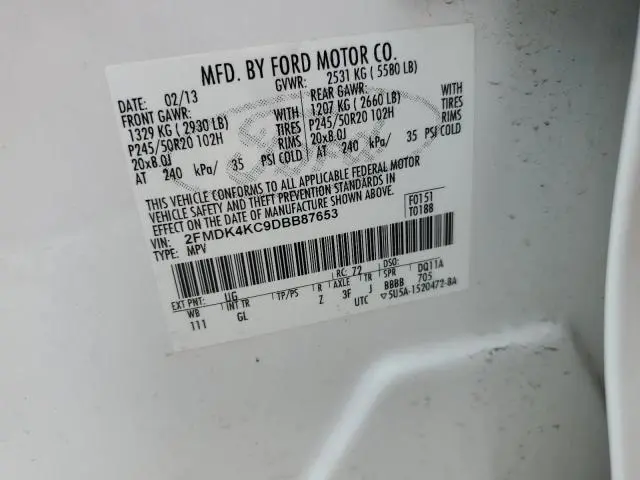 MFD. BY FORD MOTOR CO.
DATE: 02/13 GVWR: 2531 KG ( 5580 LB)
FRONT GAWR: REAR GAWR:
1329 KG ( 2930 LB) WITH 1207 KG ( 2660 LB) WITH
P245/50R20 102H TIRES P245/50R20 102H TIRES
20x8.0J RIMS 20x8.0J RIMS
AT 240 kPa/ 35 PSI COLD AT 240 kPa/ 35 PSI COLD
Ford
THIS VEHICLE CONFORMS TO ALL APPLICABLE FEDERAL MOTOR
VEHICLE SAFETY AND THEFT PREVENTION STANDARDS IN
EFFECT ON THE DATE OF MANUFACTURE SHOWN ABOVE.
VIN: 2FMDK4KC9DBB87653 F0151
TYPE: MPV T0188
EXT PNT: UG RC: 72 DSO:
WB INT TR TP/PS R AXLE TR SPR DQ11A
111 GL Z 3F J BBBB 705
UTC ▽5U5A-1520472-BA